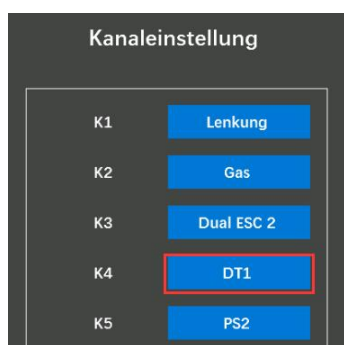 Kanaleinstellung
K1 Lenkung
K2 Gas
K3 Dual ESC 2
K4 DT1
K5 PS2